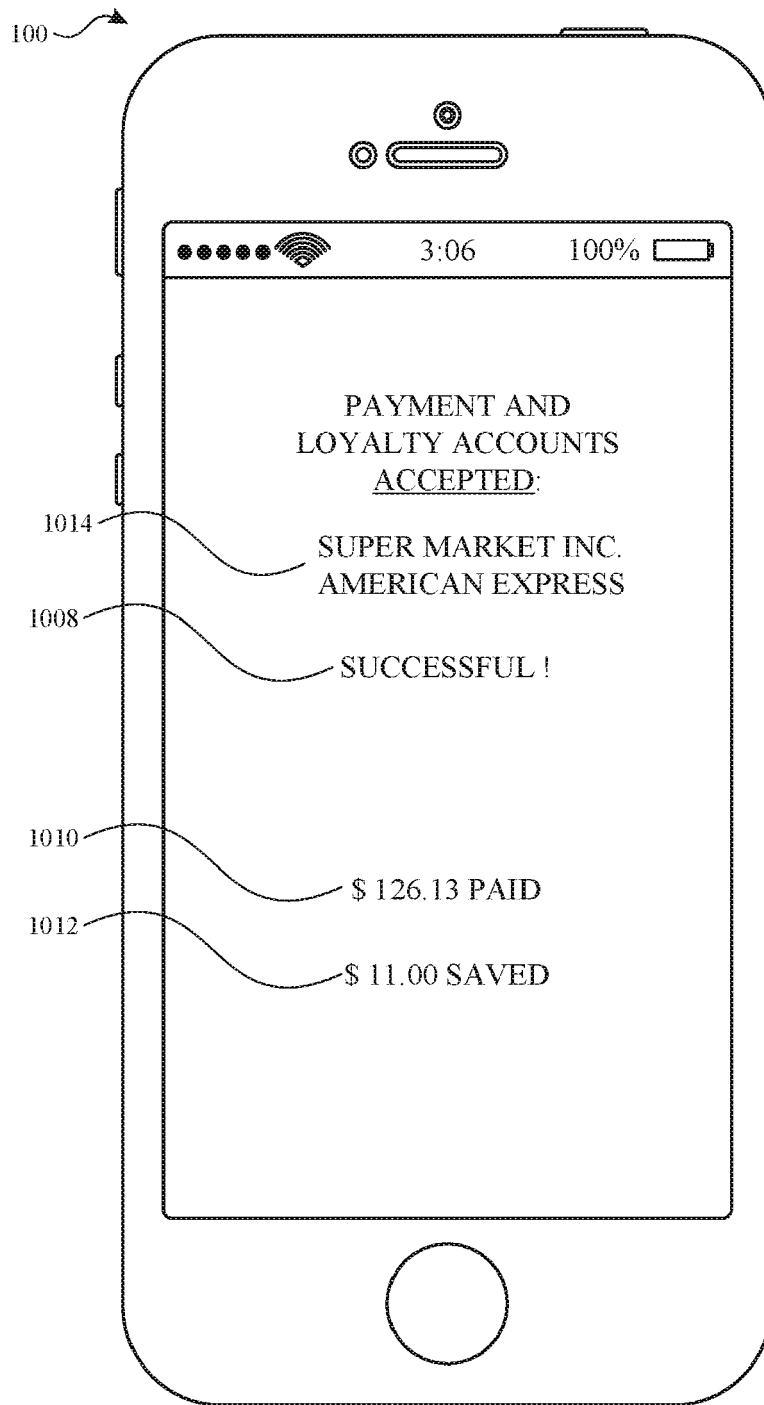 100
3:06 100%
PAYMENT AND
LOYALTY ACCOUNTS
ACCEPTED:
1014
SUPER MARKET INC.
AMERICAN EXPRESS
1008
SUCCESSFUL !
1010
$ 126.13 PAID
1012
$ 11.00 SAVED